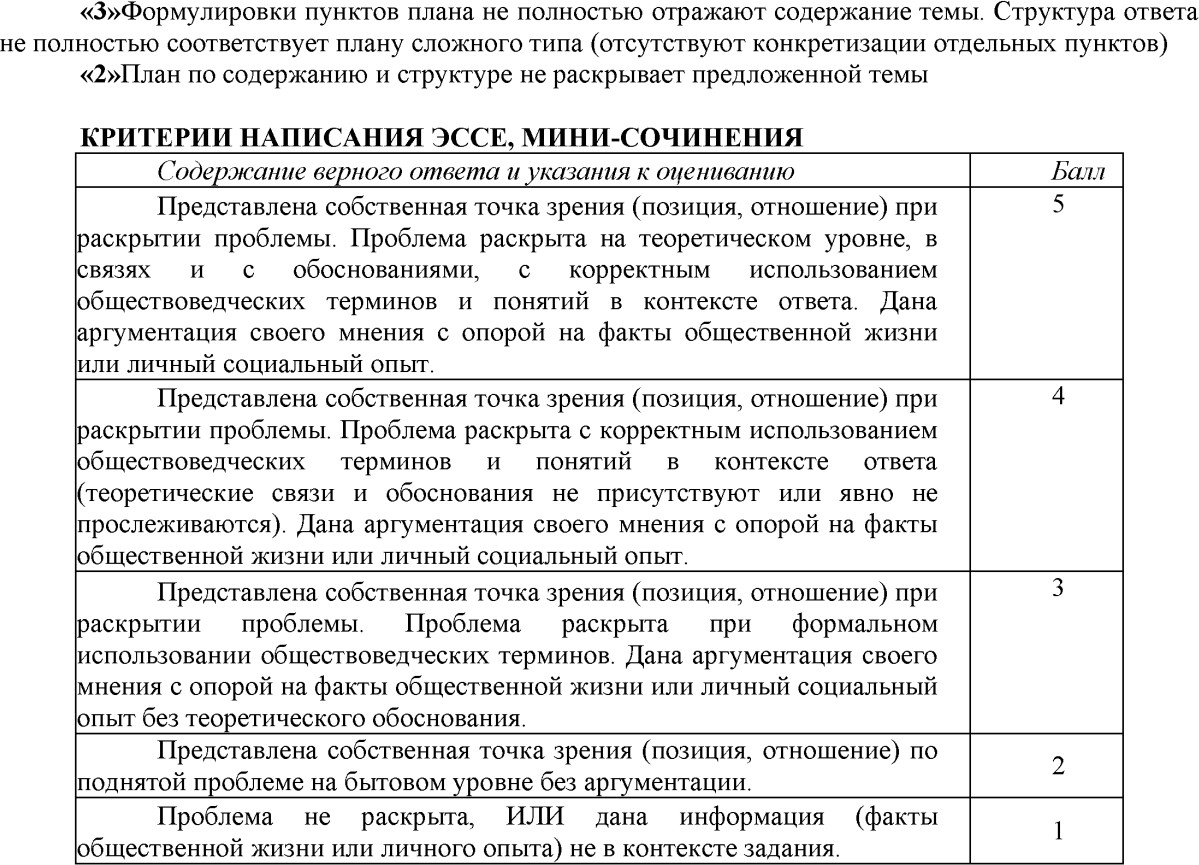 «3»Формулировки пунктов плана не полностью отражают содержание темы. Структура ответа
не полностью соответствует плану сложного типа (отсутствуют конкретизации отдельных пунктов)
«2»План по содержанию и структуре не раскрывает предложенной темы
КРИТЕРИИ НАПИСАНИЯ ЭССЕ, МИНИ-СОЧИНЕНИЯ
Содержание верного ответа и указания к оцениванию Балл
Представлена собственная точка зрения (позиция, отношение) при 5
раскрытии проблемы. Проблема раскрыта на теоретическом уровне, в
связях и с обоснованиями, с корректным использованием
обществоведческих терминов и понятий в контексте ответа. Дана
аргументация своего мнения с опорой на факты общественной жизни
или личный социальный опыт.
Представлена собственная точка зрения (позиция, отношение) при 4
раскрытии проблемы. Проблема раскрыта с корректным использованием
обществоведческих терминов и понятий в контексте ответа
(теоретические связи и обоснования не присутствуют или явно не
прослеживаются). Дана аргументация своего мнения с опорой на факты
общественной жизни или личный социальный опыт.
Представлена собственная точка зрения (позиция, отношение) при 3
раскрытии проблемы. Проблема раскрыта при формальном
использовании обществоведческих терминов. Дана аргументация своего
мнения с опорой на факты общественной жизни или личный социальный
опыт без теоретического обоснования.
Представлена собственная точка зрения (позиция, отношение) по 2
поднятой проблеме на бытовом уровне без аргументации.
Проблема не раскрыта, ИЛИ дана информация (факты 1
общественной жизни или личного опыта) не в контексте задания.